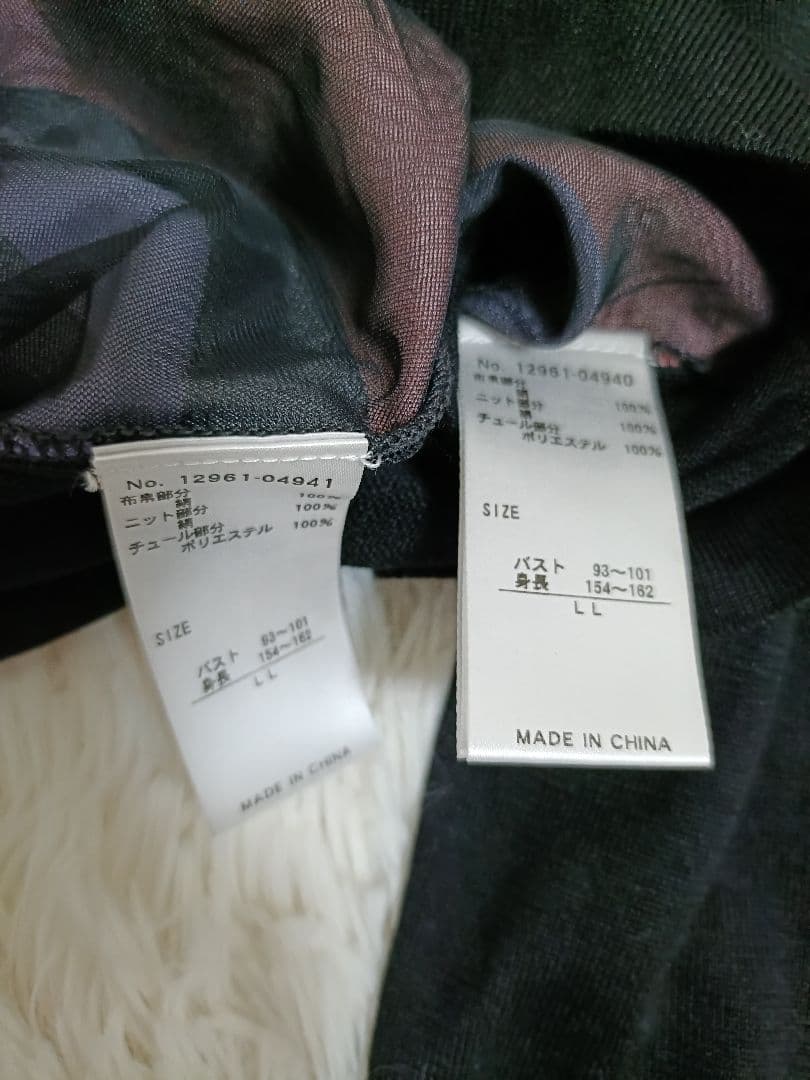 No. 12961-04941
布帛部分
絹 100%
ニット部分
絹 100%
チュール部分
ポリエステル 100%
SIZE
バスト 93〜101
身長 154〜162
LL
MADE IN CHINA
No. 12961-04940
布帛部分
絹 100%
ニット部分
絹 100%
チュール部分
ポリエステル 100%
SIZE
バスト 93〜101
身長 154〜162
LL
MADE IN CHINA